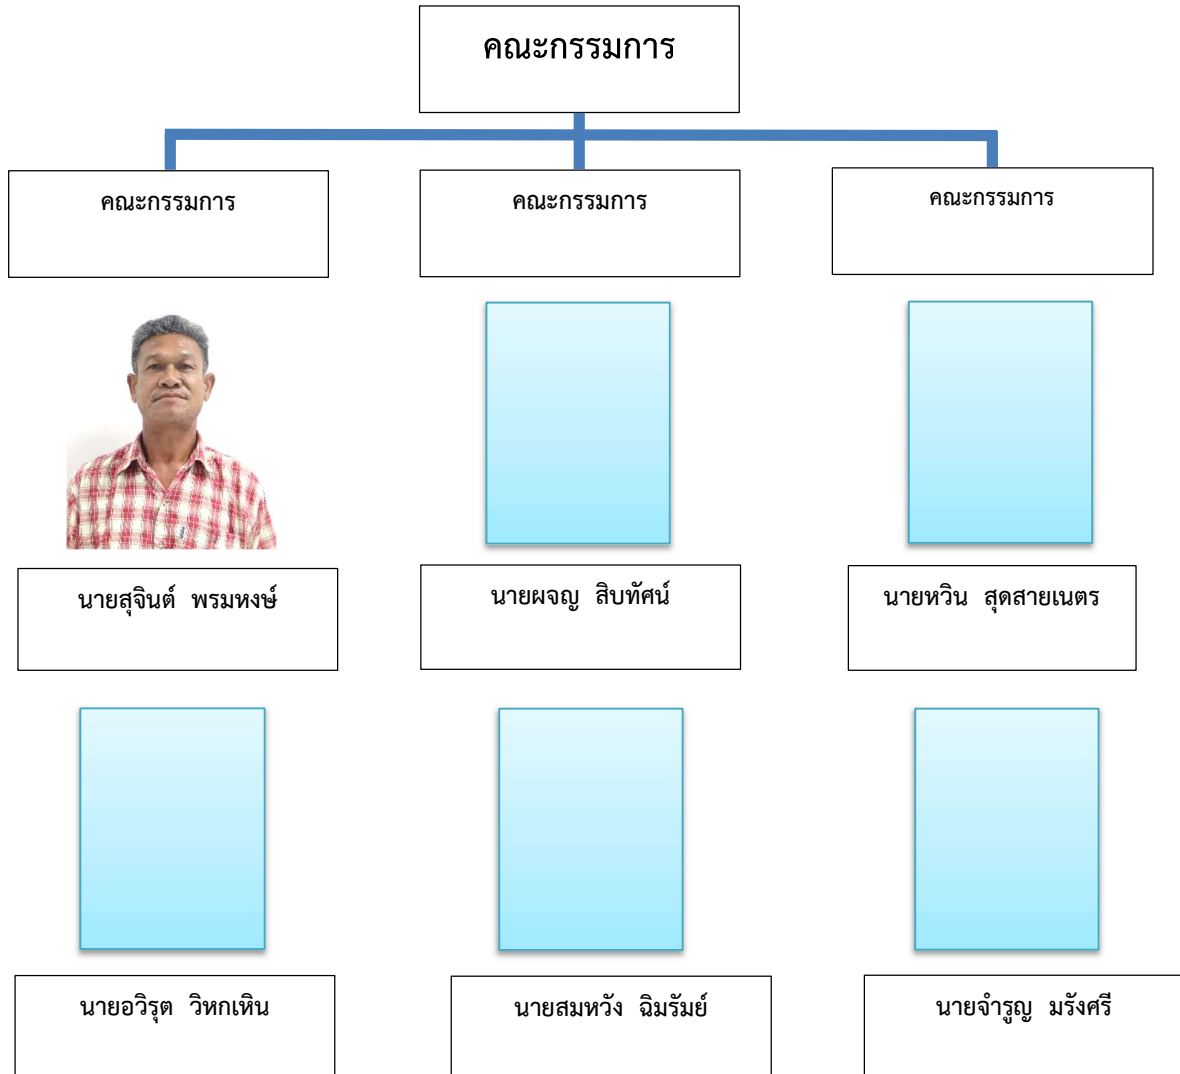 คณะกรรมการ
คณะกรรมการ
คณะกรรมการ
คณะกรรมการ
นายสุจินต์ พรมหงษ์
นายผจญ สิบทัศน์
นายหวิน สุดสายเนตร
นายอวิรุต วิหกเหิน
นายสมหวัง ฉิมรัมย์
นายจำรูญ มรังศรี